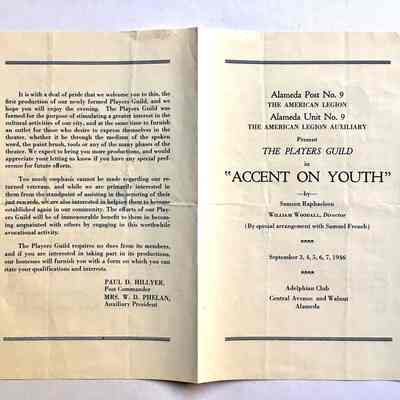 It is with a deal of pride that we welcome you to this, the
first production of our newly formed Players Guild, and we
hope you will enjoy the evening. The Players Guild was
formed for the purpose of stimulating a greater interest in the
cultural activities of our city, and at the same time to furnish
an outlet for those who desire to express themselves in the
theater, whether it be through the medium of the spoken
word, the paint brush, tools or any of the many phases of the
theater. We expect to bring you more productions, and would
appreciate your letting us know if you have any special pref-
erence for future efforts.
Too much emphasis cannot be made regarding our re-
turned veterans, and while we are primarily interested in
them from the standpoint of assisting in the securing of their
just rewards, we are also interested in helping them to become
established again in our community. The efforts of our Play-
ers Guild will be of immeasurable benefit to them in becom-
ing acquainted with others by engaging in this worthwhile
avocational activity.
The Players Guild requires no dues from its members,
and if you are interested in taking part in its productions,
our hostesses will furnish you with a form on which you can
state your qualifications and interests.
PAUL D. HILLYER,
Post Commander
MRS. W. D. PHELAN,
Auxiliary President
Alameda Post No. 9
THE AMERICAN LEGION
Alameda Unit No. 9
THE AMERICAN LEGION AUXILIARY
Present
THE PLAYERS GUILD
in
"ACCENT ON YOUTH"
—by—
Samson Raphaelson
WILLIAM WOODALL, DIRECTOR
(By special arrangement with Samuel French)
****
September 3, 4, 5, 6, 7, 1946
****
Adelphian Club
Central Avenue and Walnut
Alameda